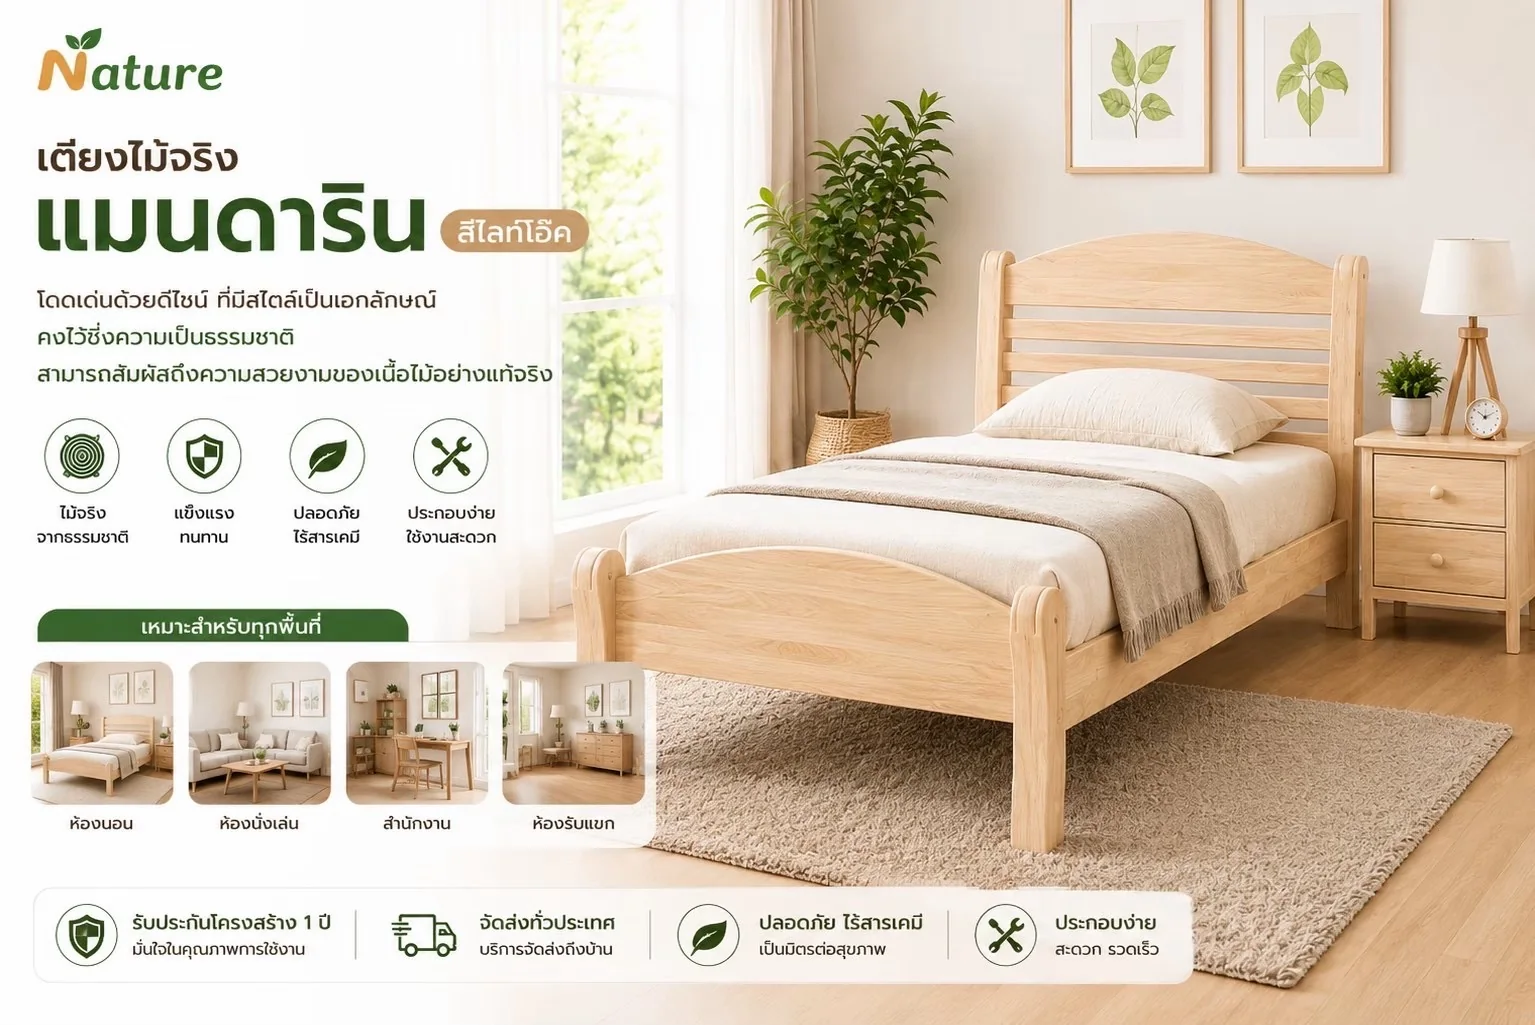 Nature
เตียงไม้จริง
แมนดาริน
สีไลท์โอ๊ค
โดดเด่นด้วยดีไซน์ ที่มีสไตล์เป็นเอกลักษณ์
คงไว้ซึ่งความเป็นธรรมชาติ
สามารถสัมผัสถึงความสวยงามของเนื้อไม้อย่างแท้จริง
ไม้จริง
จากธรรมชาติ
แข็งแรง
ทนทาน
ปลอดภัย
ไร้สารเคมี
ประกอบง่าย
ใช้งานสะดวก
เหมาะสำหรับทุกพื้นที่
ห้องนอน
ห้องนั่งเล่น
สำนักงาน
ห้องรับแขก
รับประกันโครงสร้าง 1 ปี
มั่นใจในคุณภาพการใช้งาน
จัดส่งทั่วประเทศ
บริการจัดส่งถึงบ้าน
ปลอดภัย ไร้สารเคมี
เป็นมิตรต่อสุขภาพ
ประกอบง่าย
สะดวก รวดเร็ว